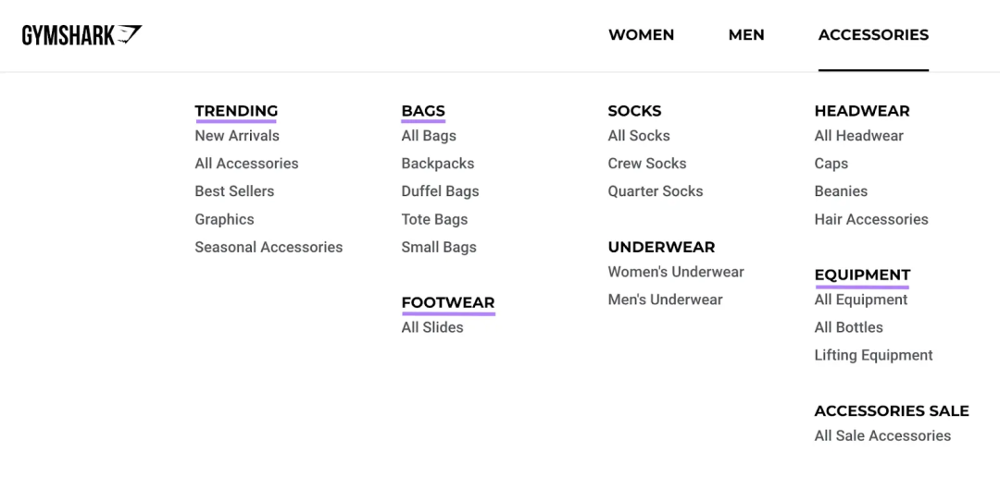 GYMSHARK
WOMEN
MEN
ACCESSORIES
TRENDING
New Arrivals
All Accessories
Best Sellers
Graphics
Seasonal Accessories
BAGS
All Bags
Backpacks
Duffel Bags
Tote Bags
Small Bags
FOOTWEAR
All Slides
SOCKS
All Socks
Crew Socks
Quarter Socks
UNDERWEAR
Women's Underwear
Men's Underwear
HEADWEAR
All Headwear
Caps
Beanies
Hair Accessories
EQUIPMENT
All Equipment
All Bottles
Lifting Equipment
ACCESSORIES SALE
All Sale Accessories